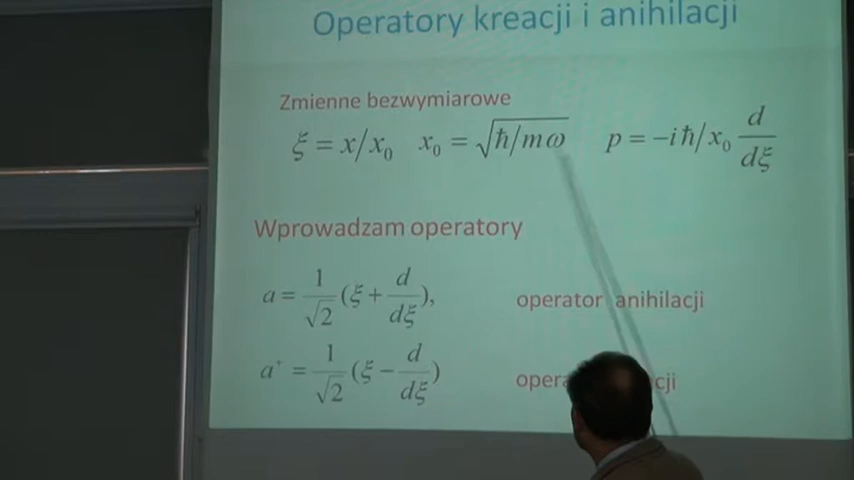 Operatory kreacji i anihilacji
Zmienne bezwymiarowe
ξ = x/x₀ x₀ = √(ħ/mω) p = −iħ/x₀ d/dξ
Wprowadzam operatory
a = 1/√2 (ξ + d/dξ), operator anihilacji
a⁺ = 1/√2 (ξ − d/dξ)